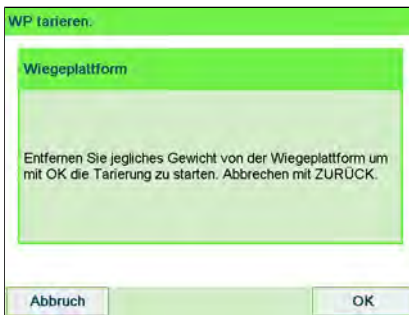 WP tarieren.
Wiegeplattform
Entfernen Sie jegliches Gewicht von der Wiegeplattform um
mit OK die Tarierung zu starten. Abbrechen mit ZURÜCK.
Abbruch
OK